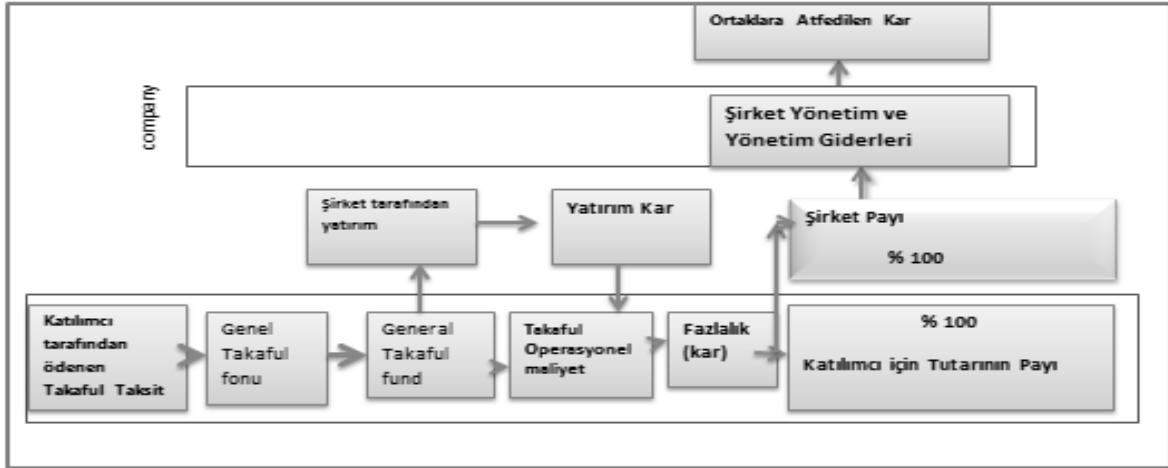 Ortaklara Atfedilen Kar
company
Şirket Yönetim ve
Yönetim Giderleri
Şirket tarafından
yatırım
Yatırım Kar
Şirket Payı
% 100
Katılımcı
tarafından
ödenen
Takaful Taksit
Genel
Takaful
fonu
General
Takaful
fund
Takaful
Operasyonel
maliyet
Fazlalık
(kar)
% 100
Katılımcı için Tutarının Payı